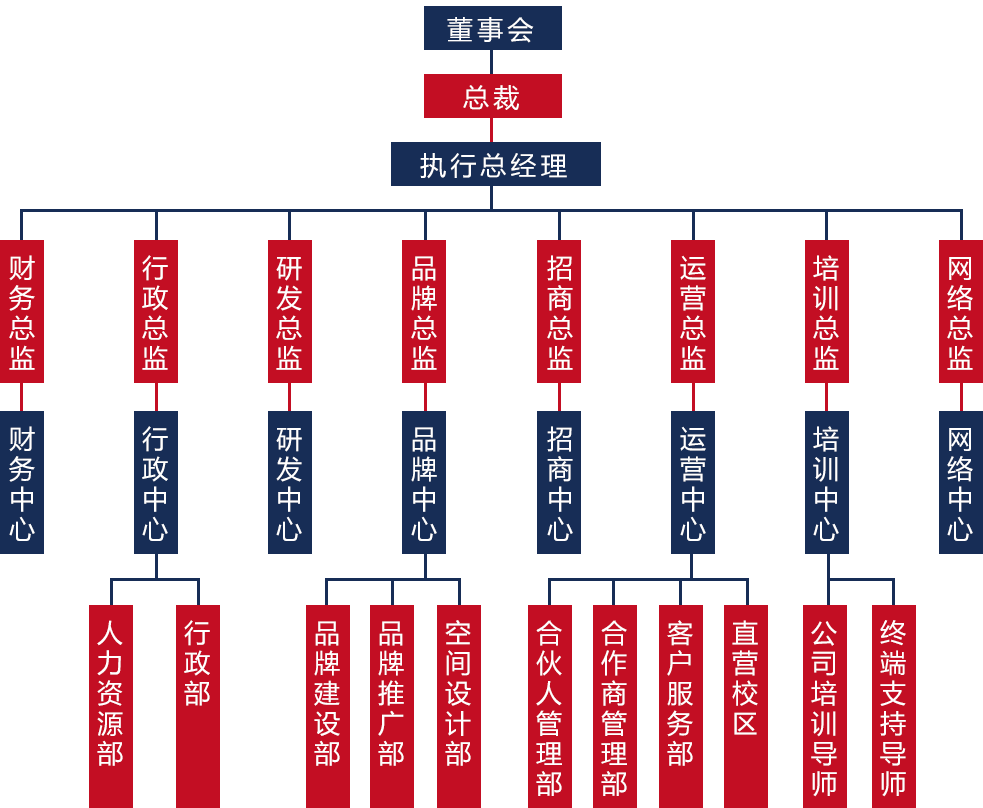 董事会
总裁
执行总经理
财务总监
行政总监
研发总监
品牌总监
招商总监
运营总监
培训总监
网络总监
财务中心
行政中心
研发中心
品牌中心
招商中心
运营中心
培训中心
网络中心
人力资源部
行政部
品牌建设部
品牌推广部
空间设计部
合伙人管理部
合作商管理部
客户服务部
直营校区
公司培训导师
终端支持导师